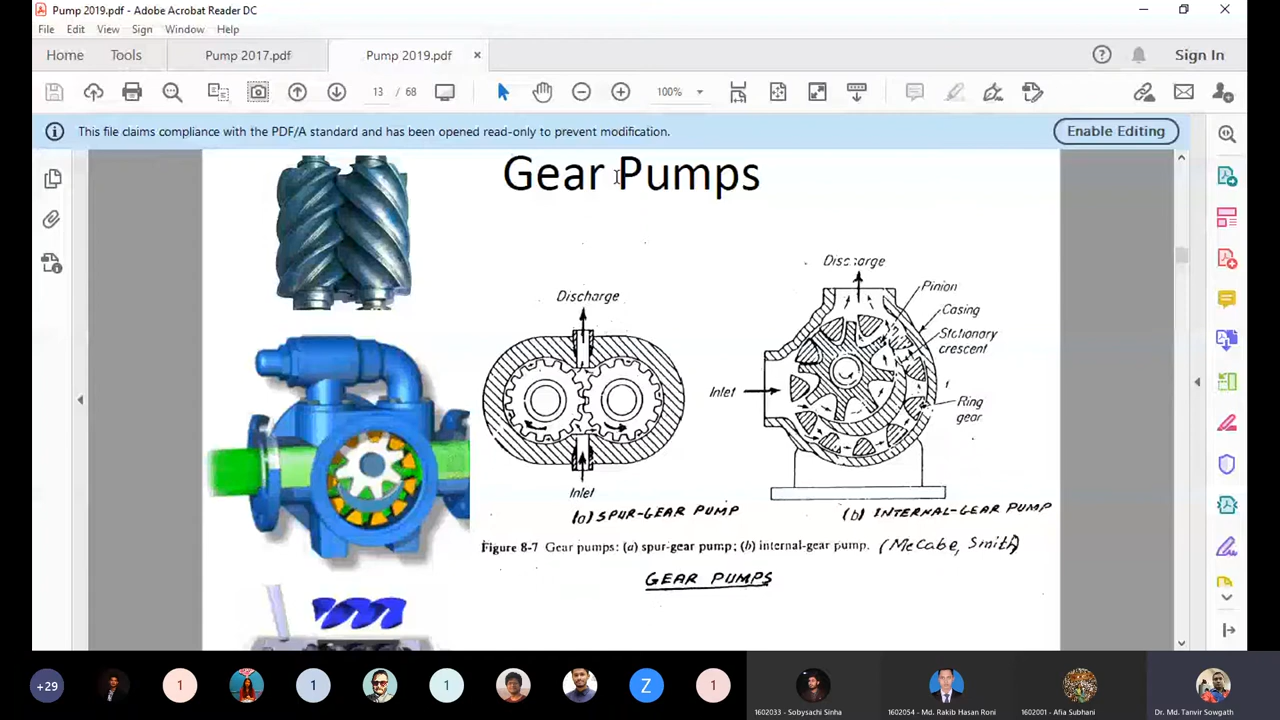 Pump 2019.pdf - Adobe Acrobat Reader DC
File Edit View Sign Window Help
Home Tools Pump 2017.pdf Pump 2019.pdf × Sign In
13 / 68 100%
This file claims compliance with the PDF/A standard and has been opened read-only to prevent modification. Enable Editing
Gear Pumps
Discharge
Inlet
(a) SPUR-GEAR PUMP
Discharge
Pinion
Casing
Stationary
crescent
Inlet
Ring
gear
(b) INTERNAL-GEAR PUMP
Figure 8-7 Gear pumps: (a) spur-gear pump; (b) internal-gear pump. (McCabe, Smith)
GEAR PUMPS
+29 1 1 1 Z 1
1602033 - Sobysachi Sinha 1602054 - Md. Rakib Hasan Roni 1602001 - Afia Subhani Dr. Md. Tanvir Sowgath